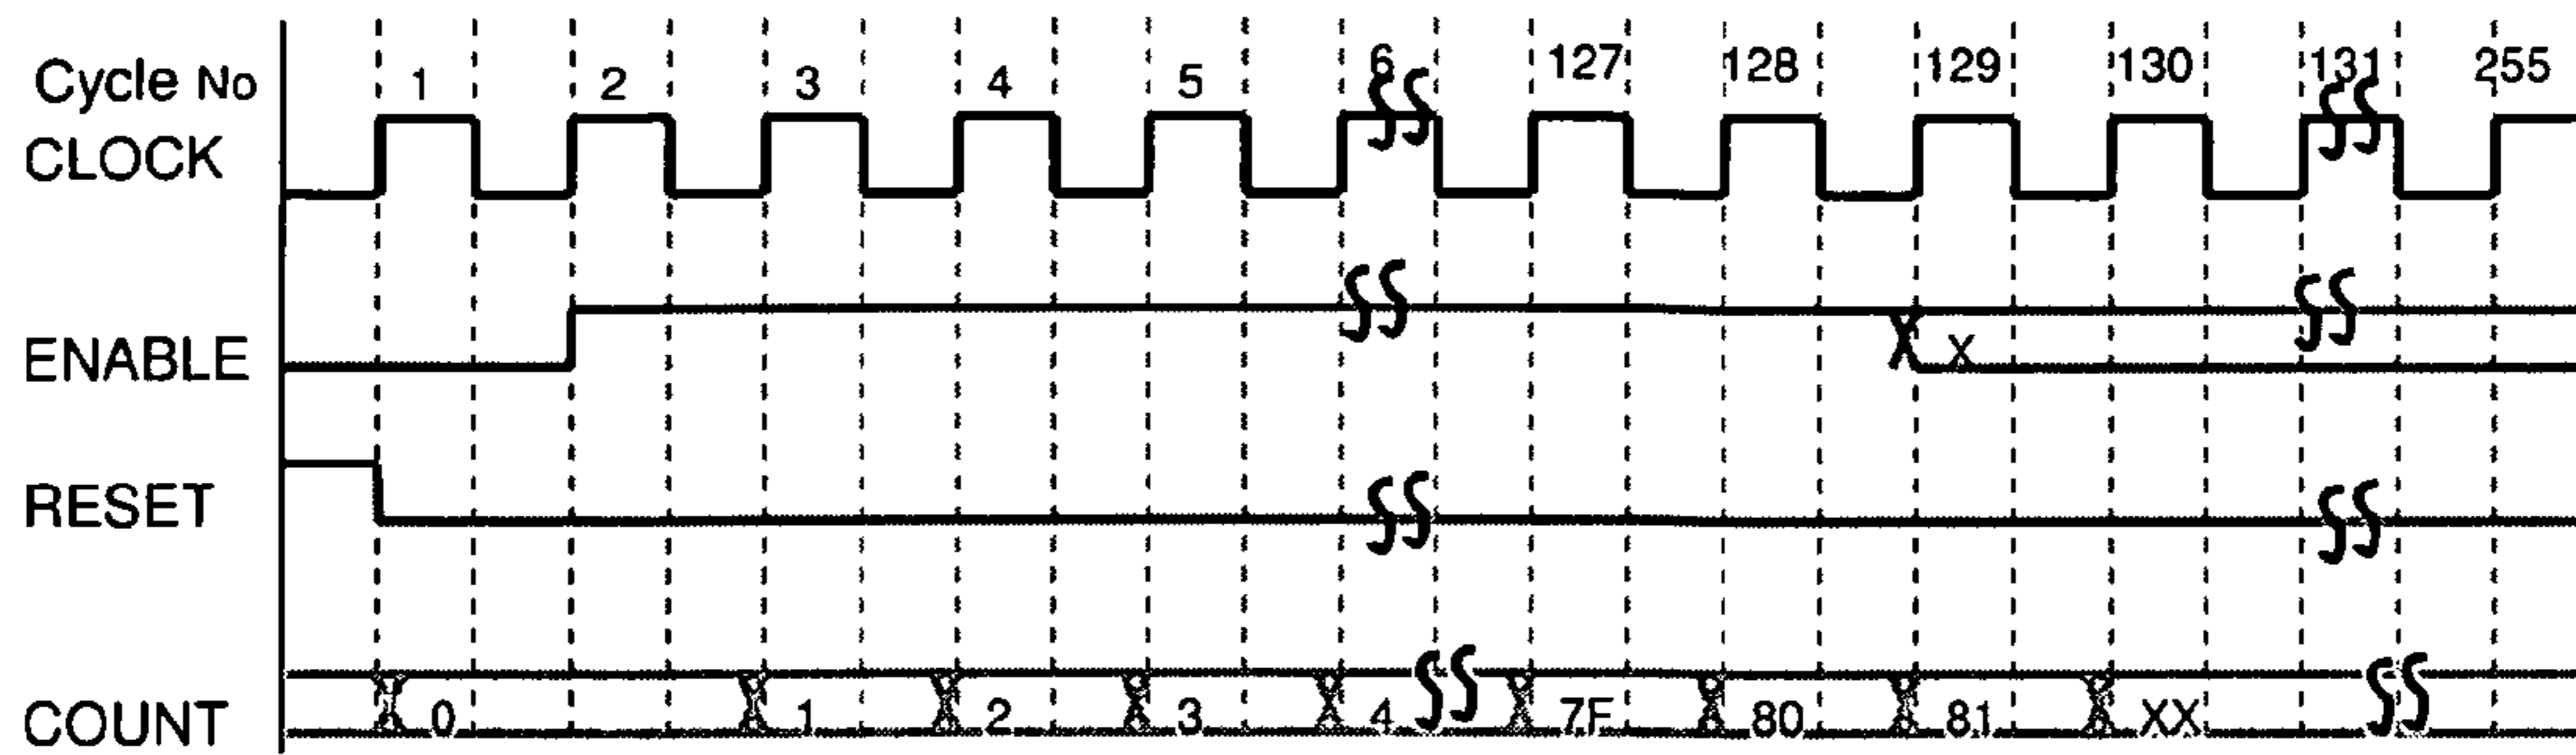 Cycle No 1 2 3 4 5 6 127 128 129 130 131 255
CLOCK
ENABLE X
RESET
COUNT 0 1 2 3 4 7F 80 81 XX